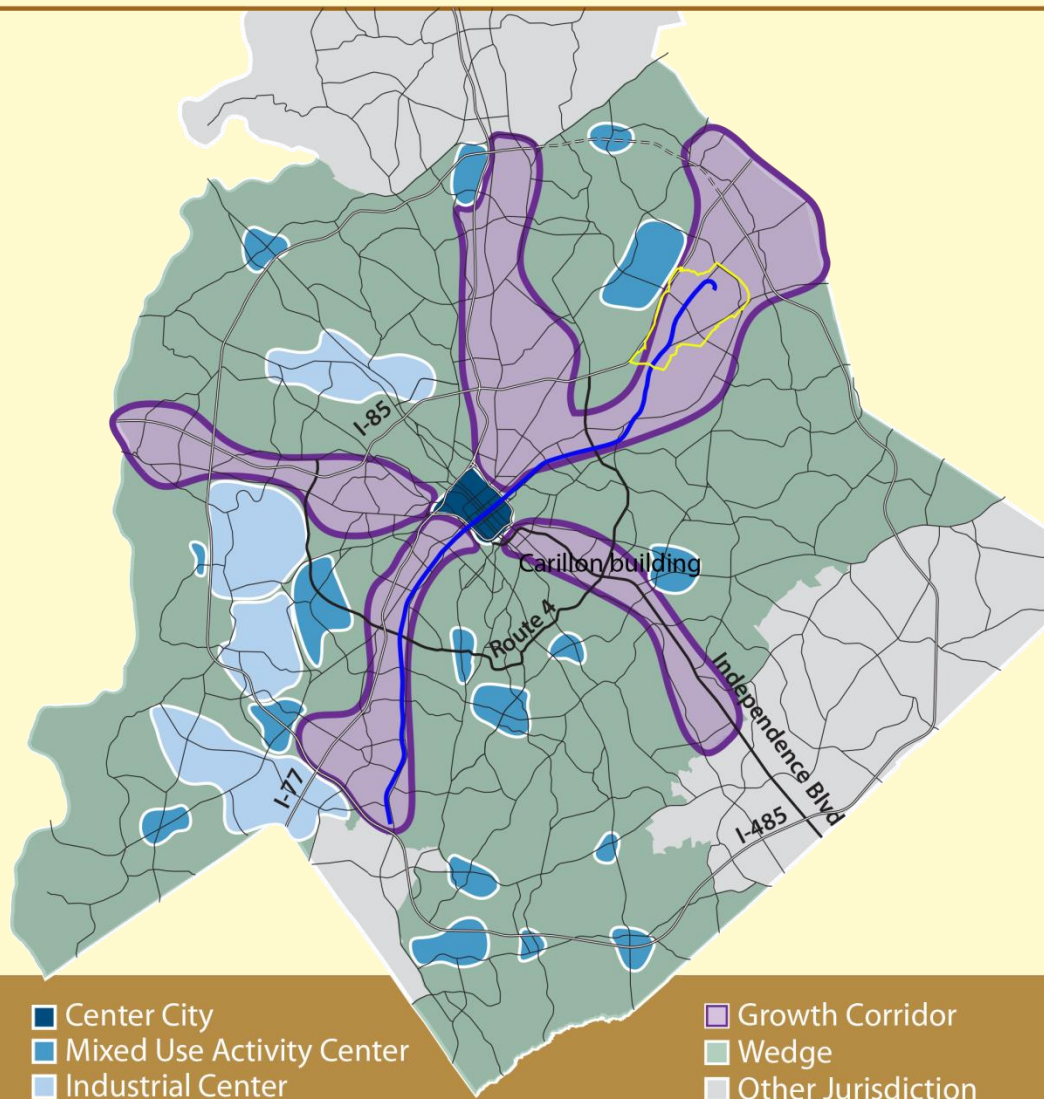 I-85
Carillon building
Route 4
Independence Blvd
I-77
I-485
Center City
Mixed Use Activity Center
Industrial Center
Growth Corridor
Wedge
Other Jurisdiction